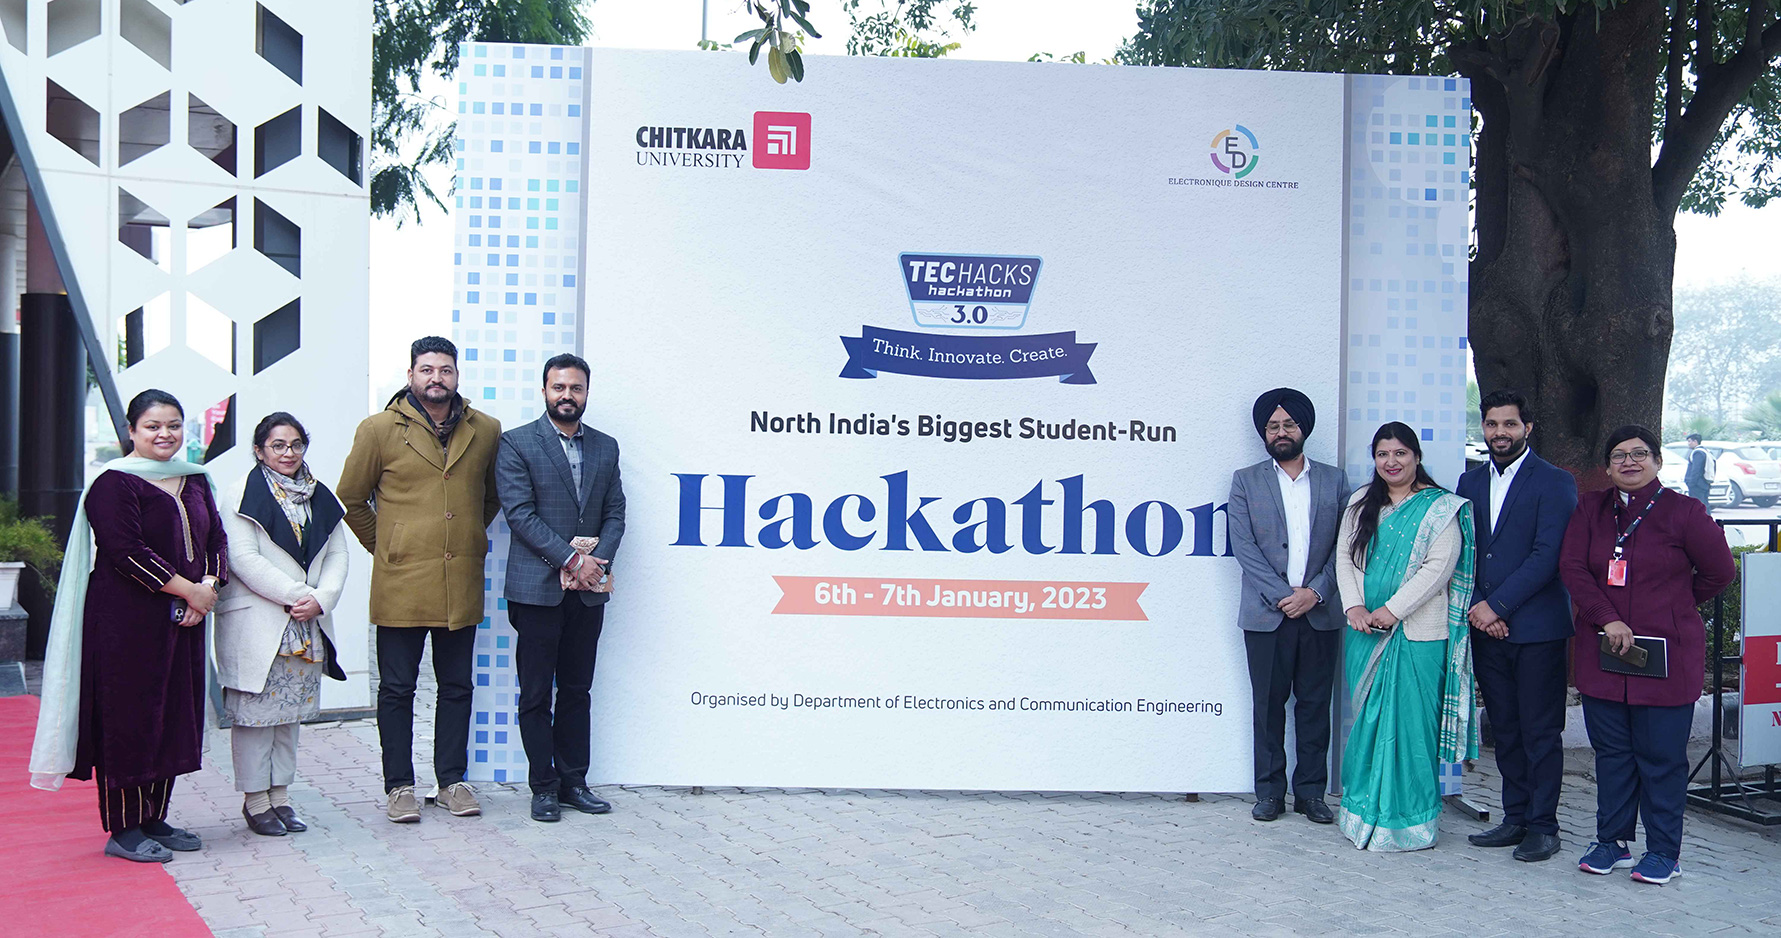 CHITKARA
UNIVERSITY
ED
ELECTRONIQUE DESIGN CENTRE
TECHACKS
hackathon
3.0
Think. Innovate. Create.
North India's Biggest Student-Run
Hackathon
6th - 7th January, 2023
Organised by Department of Electronics and Communication Engineering